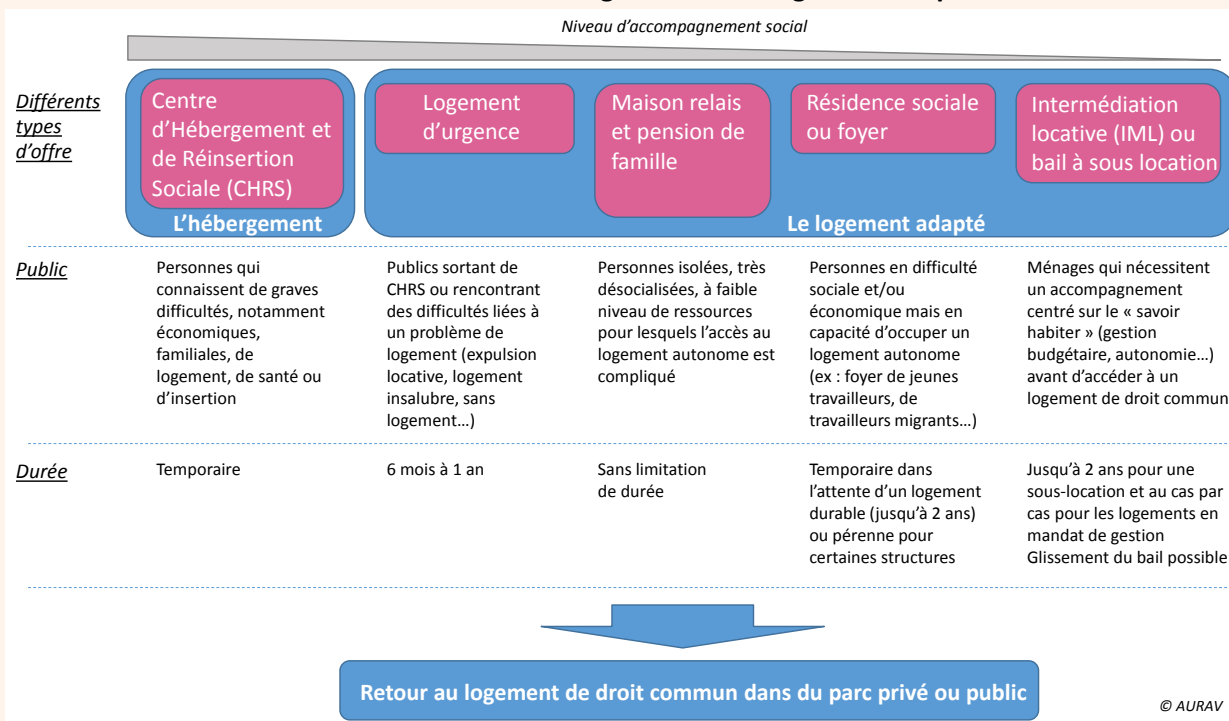 Niveau d'accompagnement social
Différents
types
d'offre
Centre
d'Hébergement et
de Réinsertion
Sociale (CHRS)
L'hébergement
Logement
d'urgence
Maison relais
et pension de
famille
Résidence sociale
ou foyer
Intermédiation
locative (IML) ou
bail à sous location
Le logement adapté
Public
Personnes qui
connaissent de graves
difficultés, notamment
économiques,
familiales, de
logement, de santé ou
d'insertion
Publics sortant de
CHRS ou rencontrant
des difficultés liées à
un problème de
logement (expulsion
locative, logement
insalubre, sans
logement…)
Personnes isolées, très
désocialisées, à faible
niveau de ressources
pour lesquels l'accès au
logement autonome est
compliqué
Personnes en difficulté
sociale et/ou
économique mais en
capacité d'occuper un
logement autonome
(ex : foyer de jeunes
travailleurs, de
travailleurs migrants…)
Ménages qui nécessitent
un accompagnement
centré sur le « savoir
habiter » (gestion
budgétaire, autonomie…)
avant d'accéder à un
logement de droit commun
Durée
Temporaire
6 mois à 1 an
Sans limitation
de durée
Temporaire dans
l'attente d'un logement
durable (jusqu'à 2 ans)
ou pérenne pour
certaines structures
Jusqu'à 2 ans pour une
sous-location et au cas par
cas pour les logements en
mandat de gestion
Glissement du bail possible
Retour au logement de droit commun dans du parc privé ou public
© AURAV